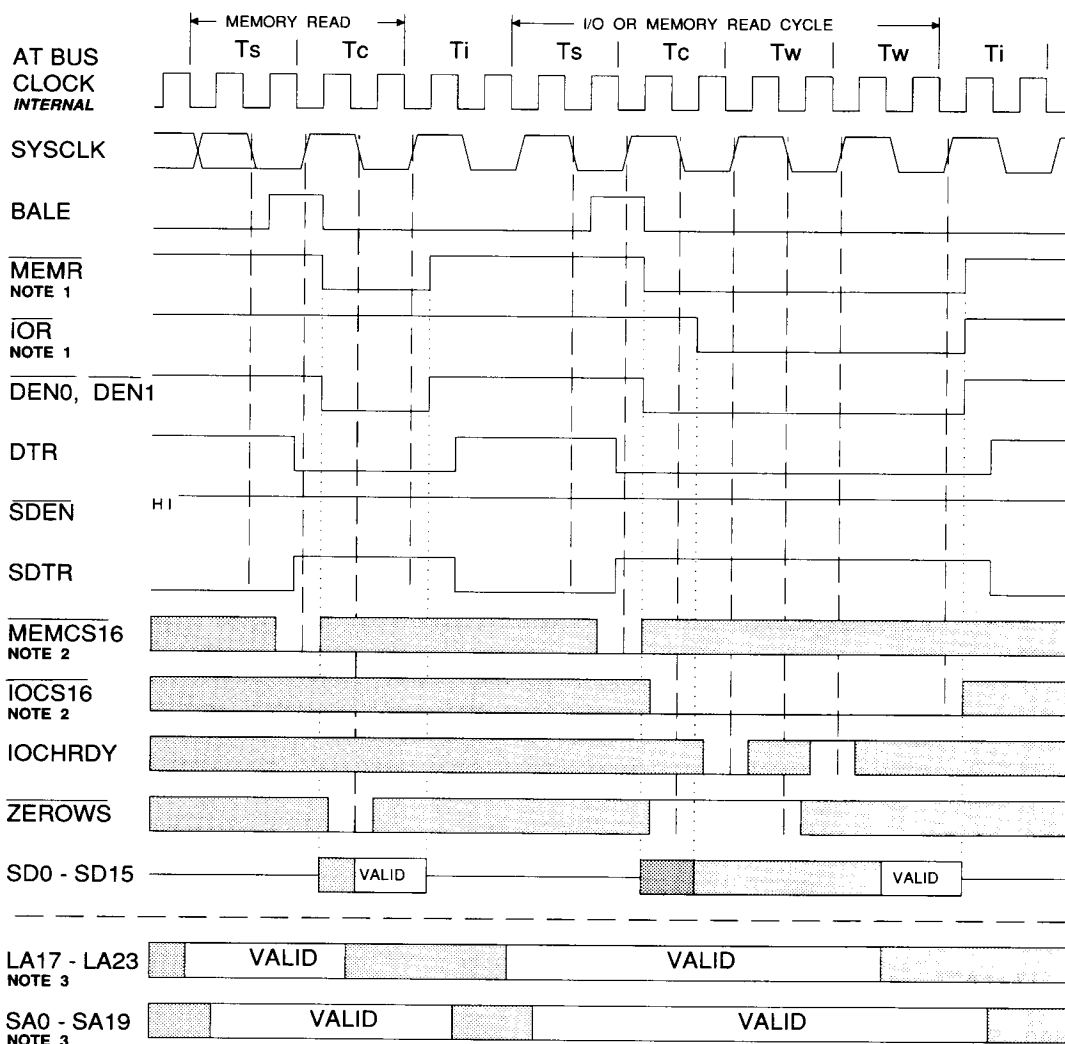 MEMORY READ
I/O OR MEMORY READ CYCLE
Ts Tc Ti Ts Tc Tw Tw Ti
AT BUS
CLOCK
INTERNAL
SYSCLK
BALE
MEMR
NOTE 1
IOR
NOTE 1
DEN0, DEN1
DTR
HI
SDEN
SDTR
MEMCS16
NOTE 2
IOCS16
NOTE 2
IOCHRDY
ZEROWS
SD0 - SD15 VALID VALID
LA17 - LA23 VALID VALID
NOTE 3
SA0 - SA19 VALID VALID
NOTE 3